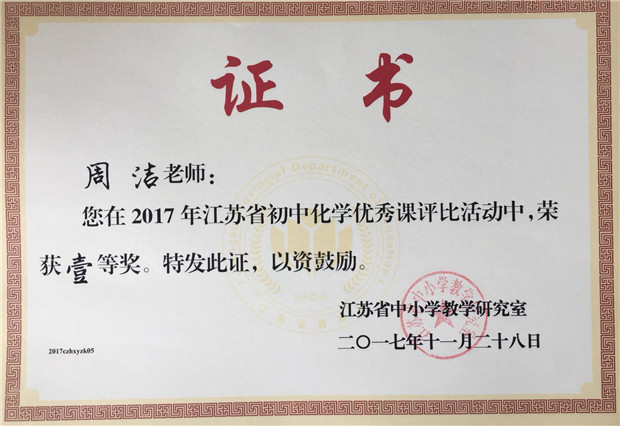 证 书
周 洁老师：
您在2017年江苏省初中化学优秀课评比活动中，荣
获壹等奖。特发此证，以资鼓励。
江苏省中小学教学研究室
二〇一七年十一月二十八日
2017czhxyzk05